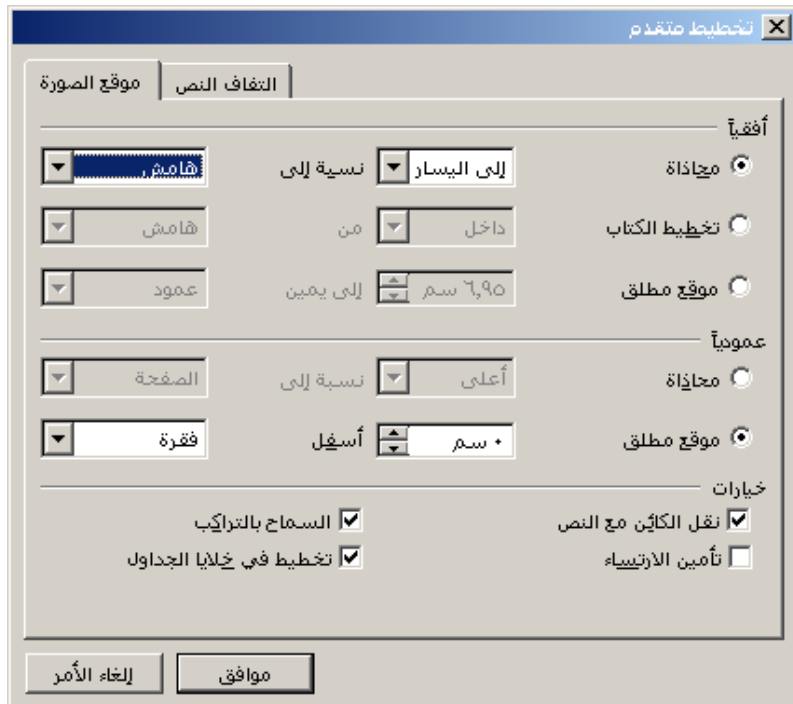 تخطيط متقدم
موقع الصورة التفاف النص
أفقياً
محاذاة إلى اليسار نسبة إلى هامش
تخطيط الكتاب داخل من هامش
موقع مطلق ٦,٩٥ سم إلى يمين عمود
عمودياً
محاذاة أعلى نسبة إلى الصفحة
موقع مطلق ٠ سم أسفل فقرة
خيارات
نقل الكائن مع النص السماح بالتراكب
تأمين الارتساء تخطيط في خلايا الجداول
موافق إلغاء الأمر